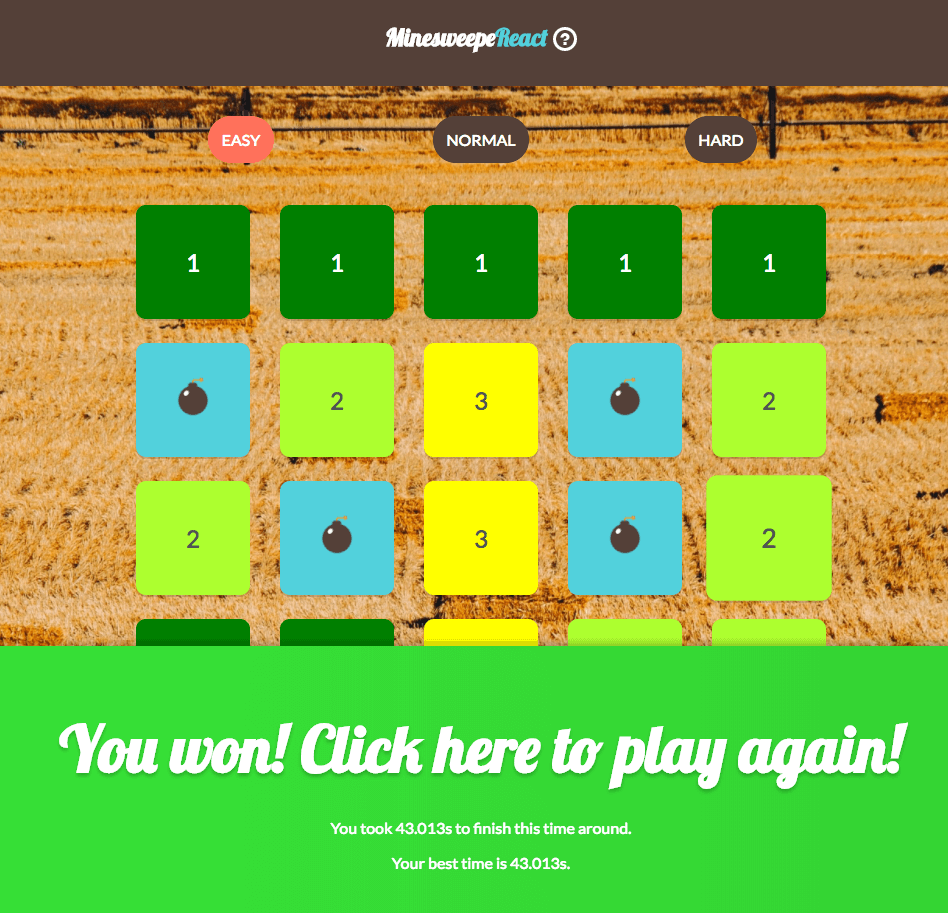 MinesweepeReact ?
EASY NORMAL HARD
1 1 1 1 1
2 3 2
2 3 2
You won! Click here to play again!
You took 43.013s to finish this time around.
Your best time is 43.013s.